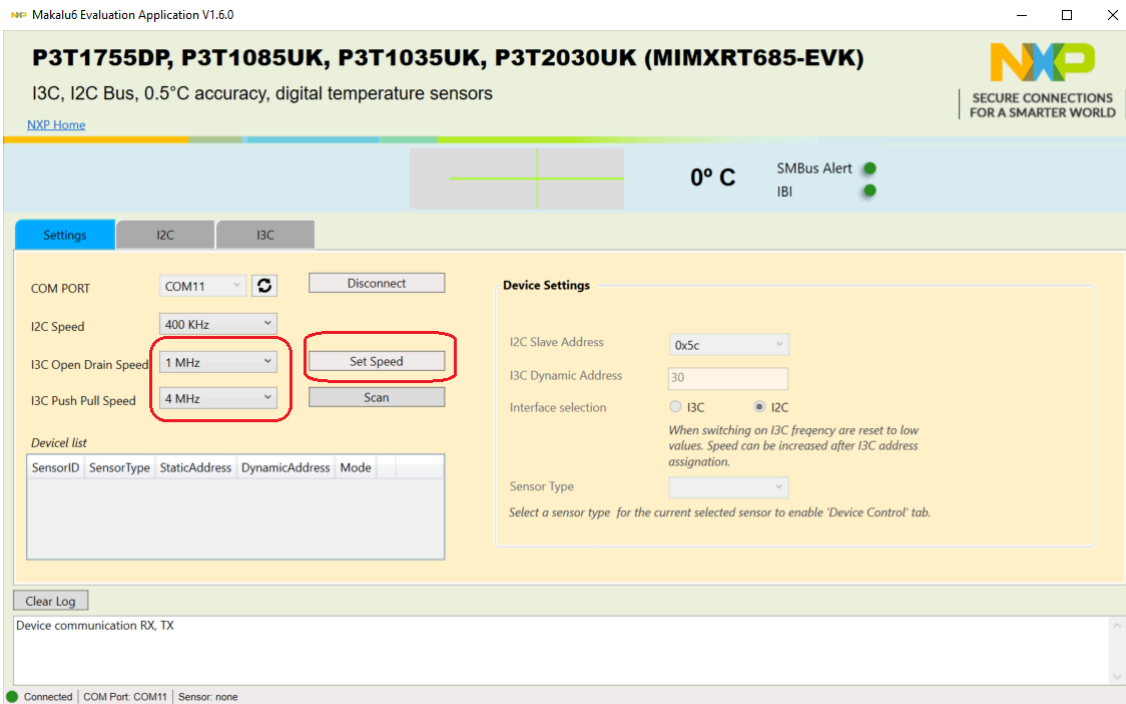 NXP Makalu6 Evaluation Application V1.6.0
P3T1755DP, P3T1085UK, P3T1035UK, P3T2030UK (MIMXRT685-EVK)
I3C, I2C Bus, 0.5°C accuracy, digital temperature sensors
NXP Home
NXP
SECURE CONNECTIONS
FOR A SMARTER WORLD
0º C
SMBus Alert
IBI
Settings
I2C
I3C
COM PORT
COM11
Disconnect
I2C Speed
400 KHz
I3C Open Drain Speed
1 MHz
Set Speed
I3C Push Pull Speed
4 MHz
Scan
Devicel list
SensorID SensorType StaticAddress DynamicAddress Mode
Device Settings
I2C Slave Address
0x5c
I3C Dynamic Address
30
Interface selection
I3C
I2C
When switching on I3C freqency are reset to low
values. Speed can be increased after I3C address
assignation.
Sensor Type
Select a sensor type for the current selected sensor to enable 'Device Control' tab.
Clear Log
Device communication RX, TX
Connected COM Port: COM11 Sensor: none